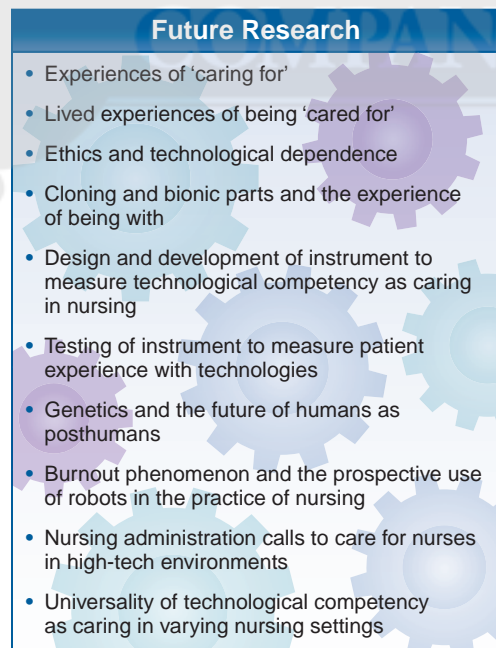 COMPAN
Future Research
• Experiences of ‘caring for’
• Lived experiences of being ‘cared for’
• Ethics and technological dependence
• Cloning and bionic parts and the experience
of being with
• Design and development of instrument to
measure technological competency as caring
in nursing
• Testing of instrument to measure patient
experience with technologies
• Genetics and the future of humans as
posthumans
• Burnout phenomenon and the prospective use
of robots in the practice of nursing
• Nursing administration calls to care for nurses
in high-tech environments
• Universality of technological competency
as caring in varying nursing settings